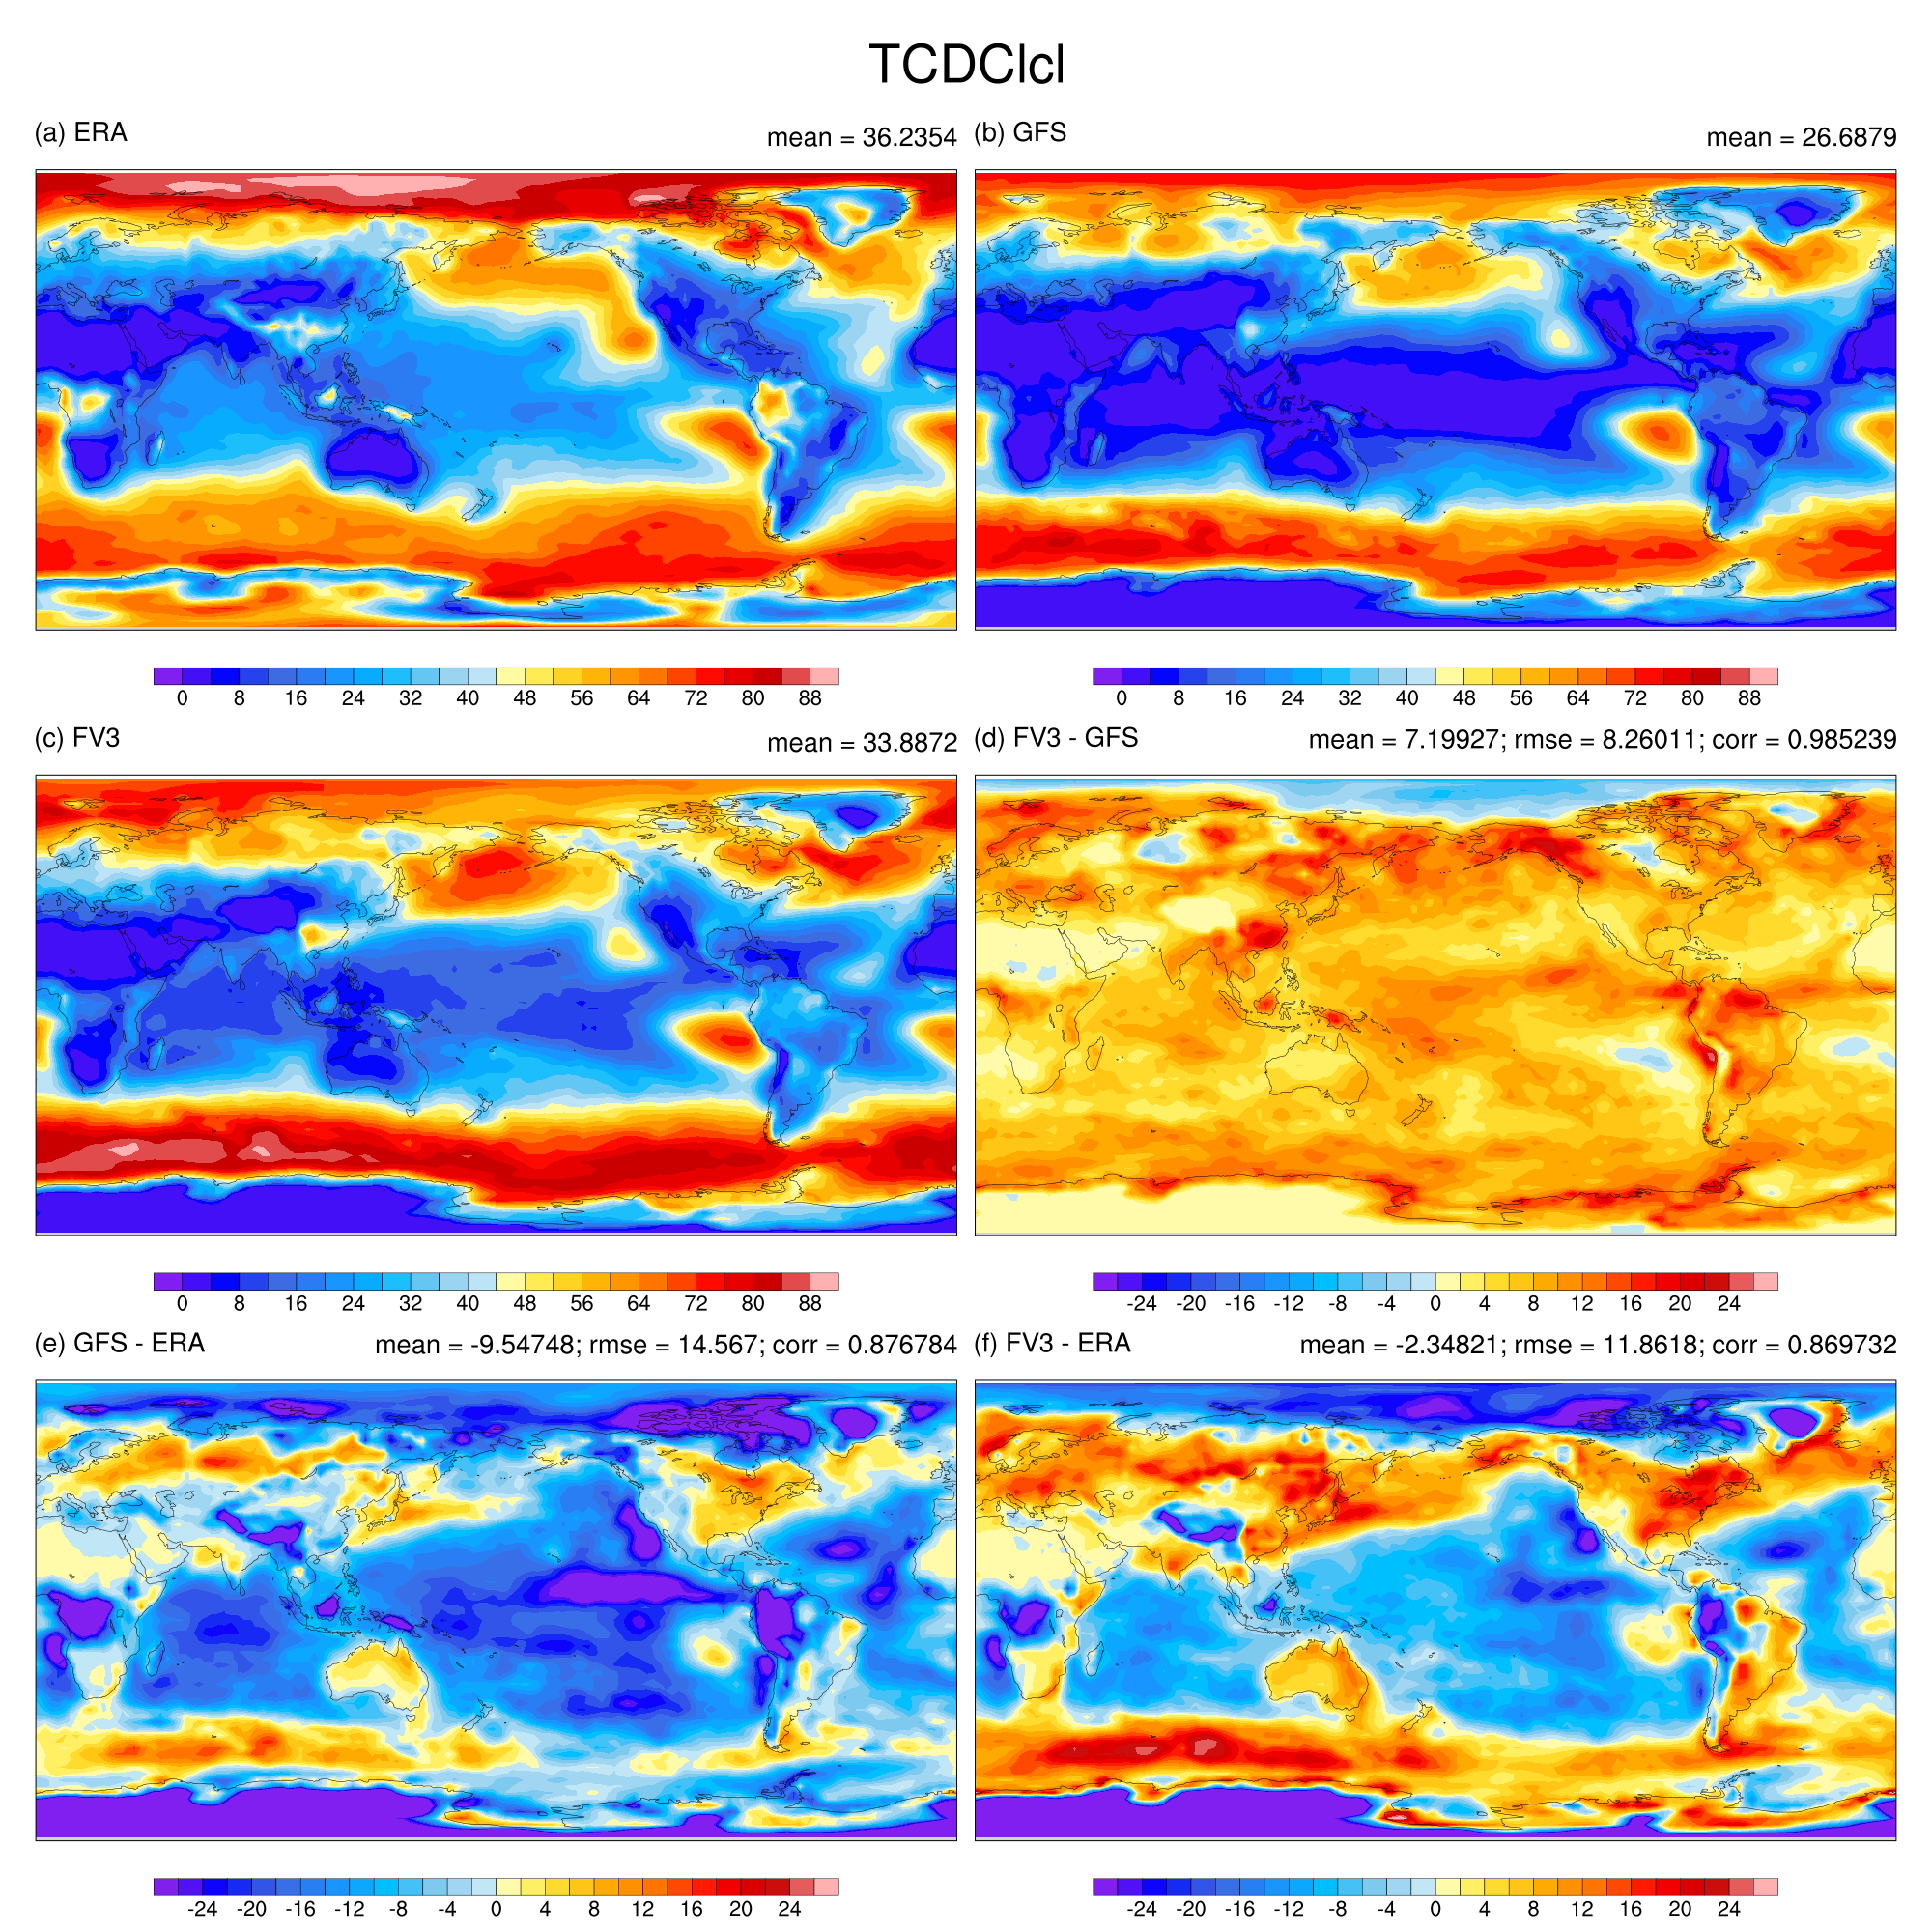 TCDClcl
(a) ERA mean = 36.2354
(b) GFS mean = 26.6879
0 8 16 24 32 40 48 56 64 72 80 88
0 8 16 24 32 40 48 56 64 72 80 88
(c) FV3 mean = 33.8872
(d) FV3 - GFS mean = 7.19927; rmse = 8.26011; corr = 0.985239
0 8 16 24 32 40 48 56 64 72 80 88
-24 -20 -16 -12 -8 -4 0 4 8 12 16 20 24
(e) GFS - ERA mean = -9.54748; rmse = 14.567; corr = 0.876784
(f) FV3 - ERA mean = -2.34821; rmse = 11.8618; corr = 0.869732
-24 -20 -16 -12 -8 -4 0 4 8 12 16 20 24
-24 -20 -16 -12 -8 -4 0 4 8 12 16 20 24